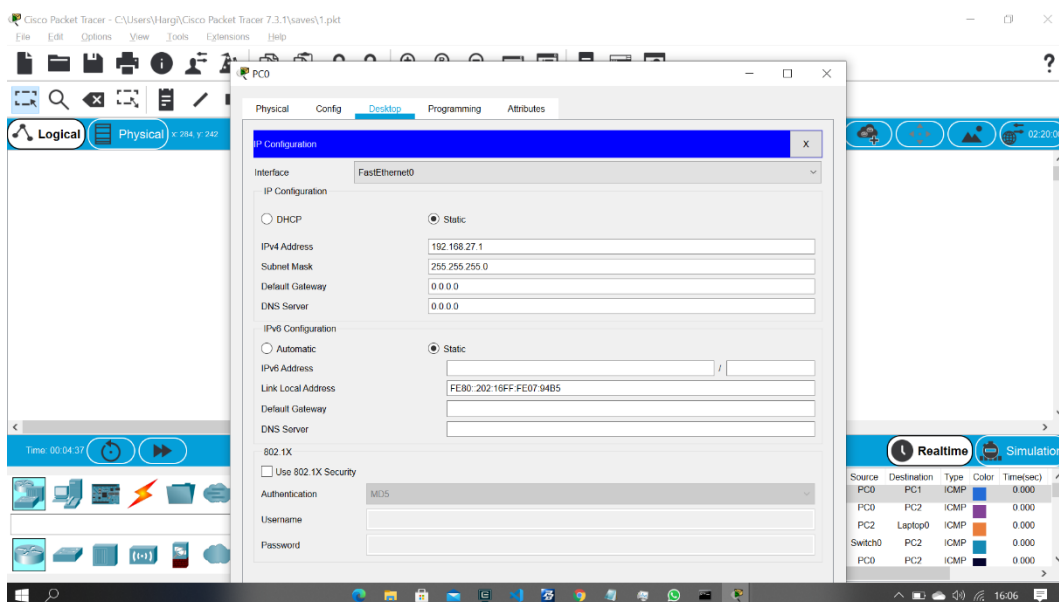 Cisco Packet Tracer - C:\Users\Hargi\Cisco Packet Tracer 7.3.1\saves\1.pkt
File Edit Options View Tools Extensions Help
PC0
?
Physical Config Desktop Programming Attributes
Logical Physical x: 284, y: 242 02:20:0
IP Configuration X
Interface FastEthernet0
IP Configuration
DHCP Static
IPv4 Address 192.168.27.1
Subnet Mask 255.255.255.0
Default Gateway 0.0.0.0
DNS Server 0.0.0.0
IPv6 Configuration
Automatic Static
IPv6 Address /
Link Local Address FE80::202:16FF:FE07:94B5
Default Gateway
DNS Server
Time: 00:04:37 Realtime Simulation
802.1X
Use 802.1X Security
Authentication MD5
Username
Password
Source Destination Type Color Time(sec)
PC0 PC1 ICMP 0.000
PC0 PC2 ICMP 0.000
PC2 Laptop0 ICMP 0.000
Switch0 PC2 ICMP 0.000
PC0 PC2 ICMP 0.000
16:06